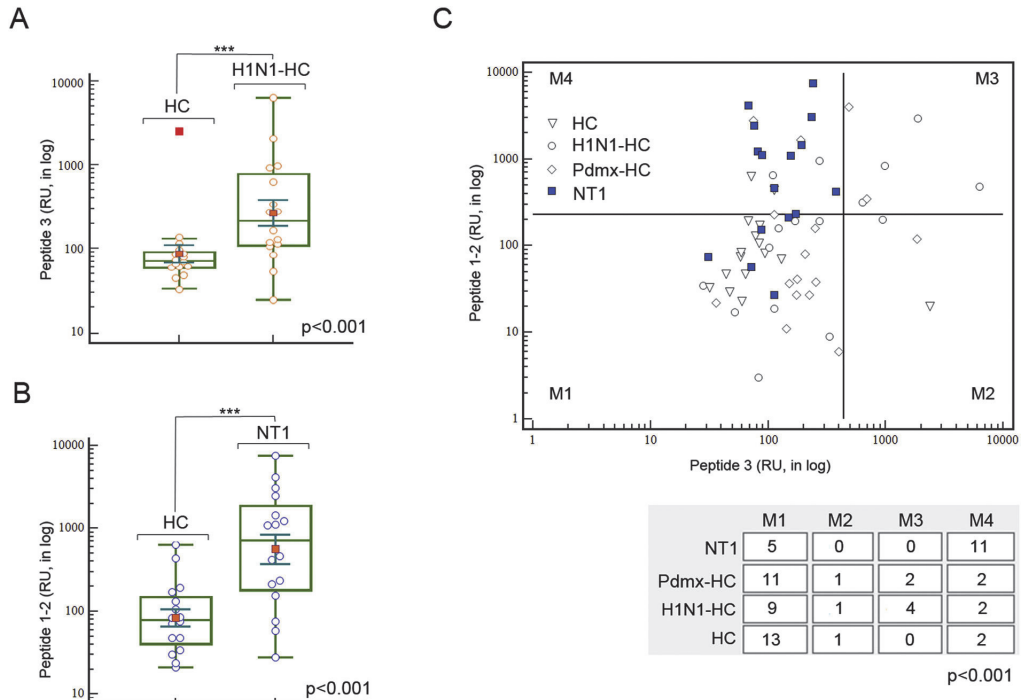 A
***
H1N1-HC
HC
10000
1000
100
10
Peptide 3 (RU, in log)
p<0.001
B
***
NT1
HC
10000
1000
100
10
Peptide 1-2 (RU, in log)
p<0.001
C
M4
M3
10000
1000
100
10
1
Peptide 1-2 (RU, in log)
HC
H1N1-HC
Pdmx-HC
NT1
M1
M2
1 10 100 1000 10000
Peptide 3 (RU, in log)
M1 M2 M3 M4
NT1 5 0 0 11
Pdmx-HC 11 1 2 2
H1N1-HC 9 1 4 2
HC 13 1 0 2
p<0.001